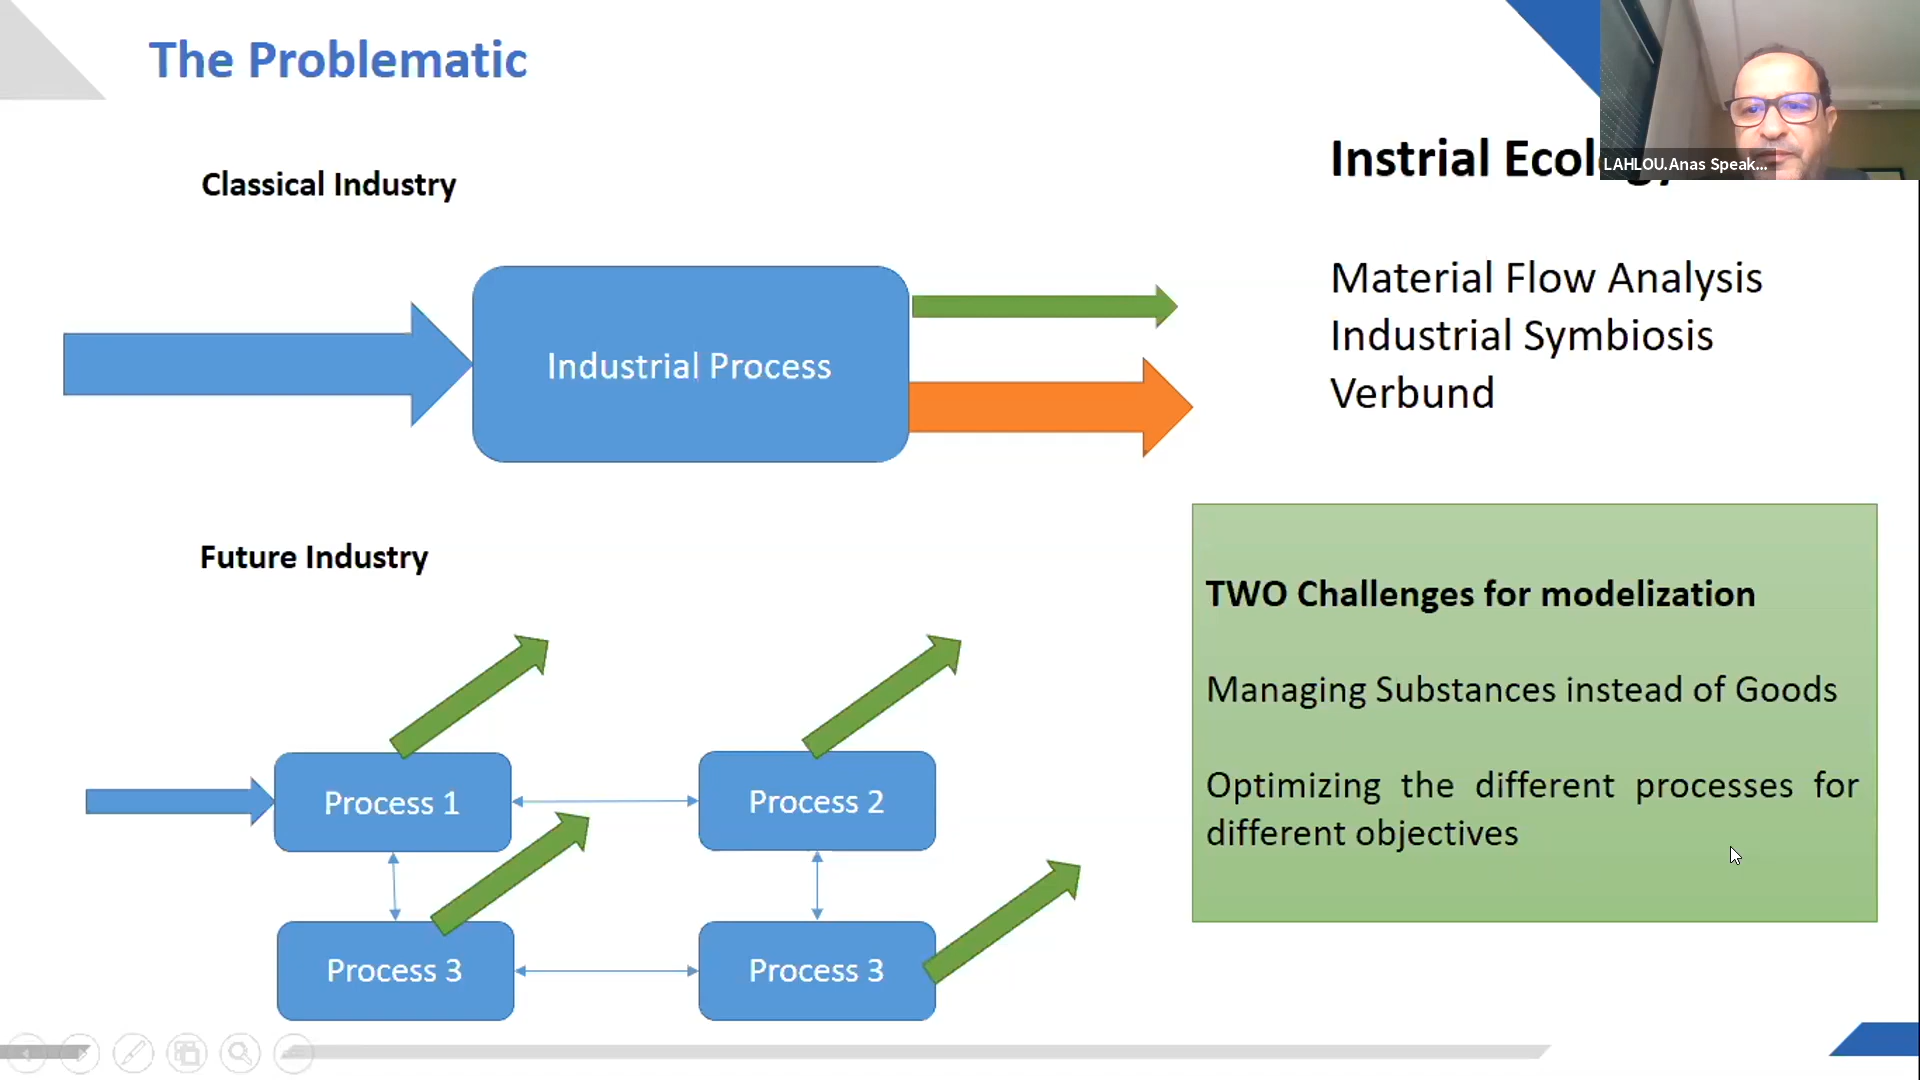 The Problematic
Classical Industry
Industrial Process
Instrial
LAHLOU.Anas Speak...
Material Flow Analysis
Industrial Symbiosis
Verbund
Future Industry
Process 1
Process 2
Process 3
Process 3
TWO Challenges for modelization
Managing Substances instead of Goods
Optimizing the different processes for
different objectives